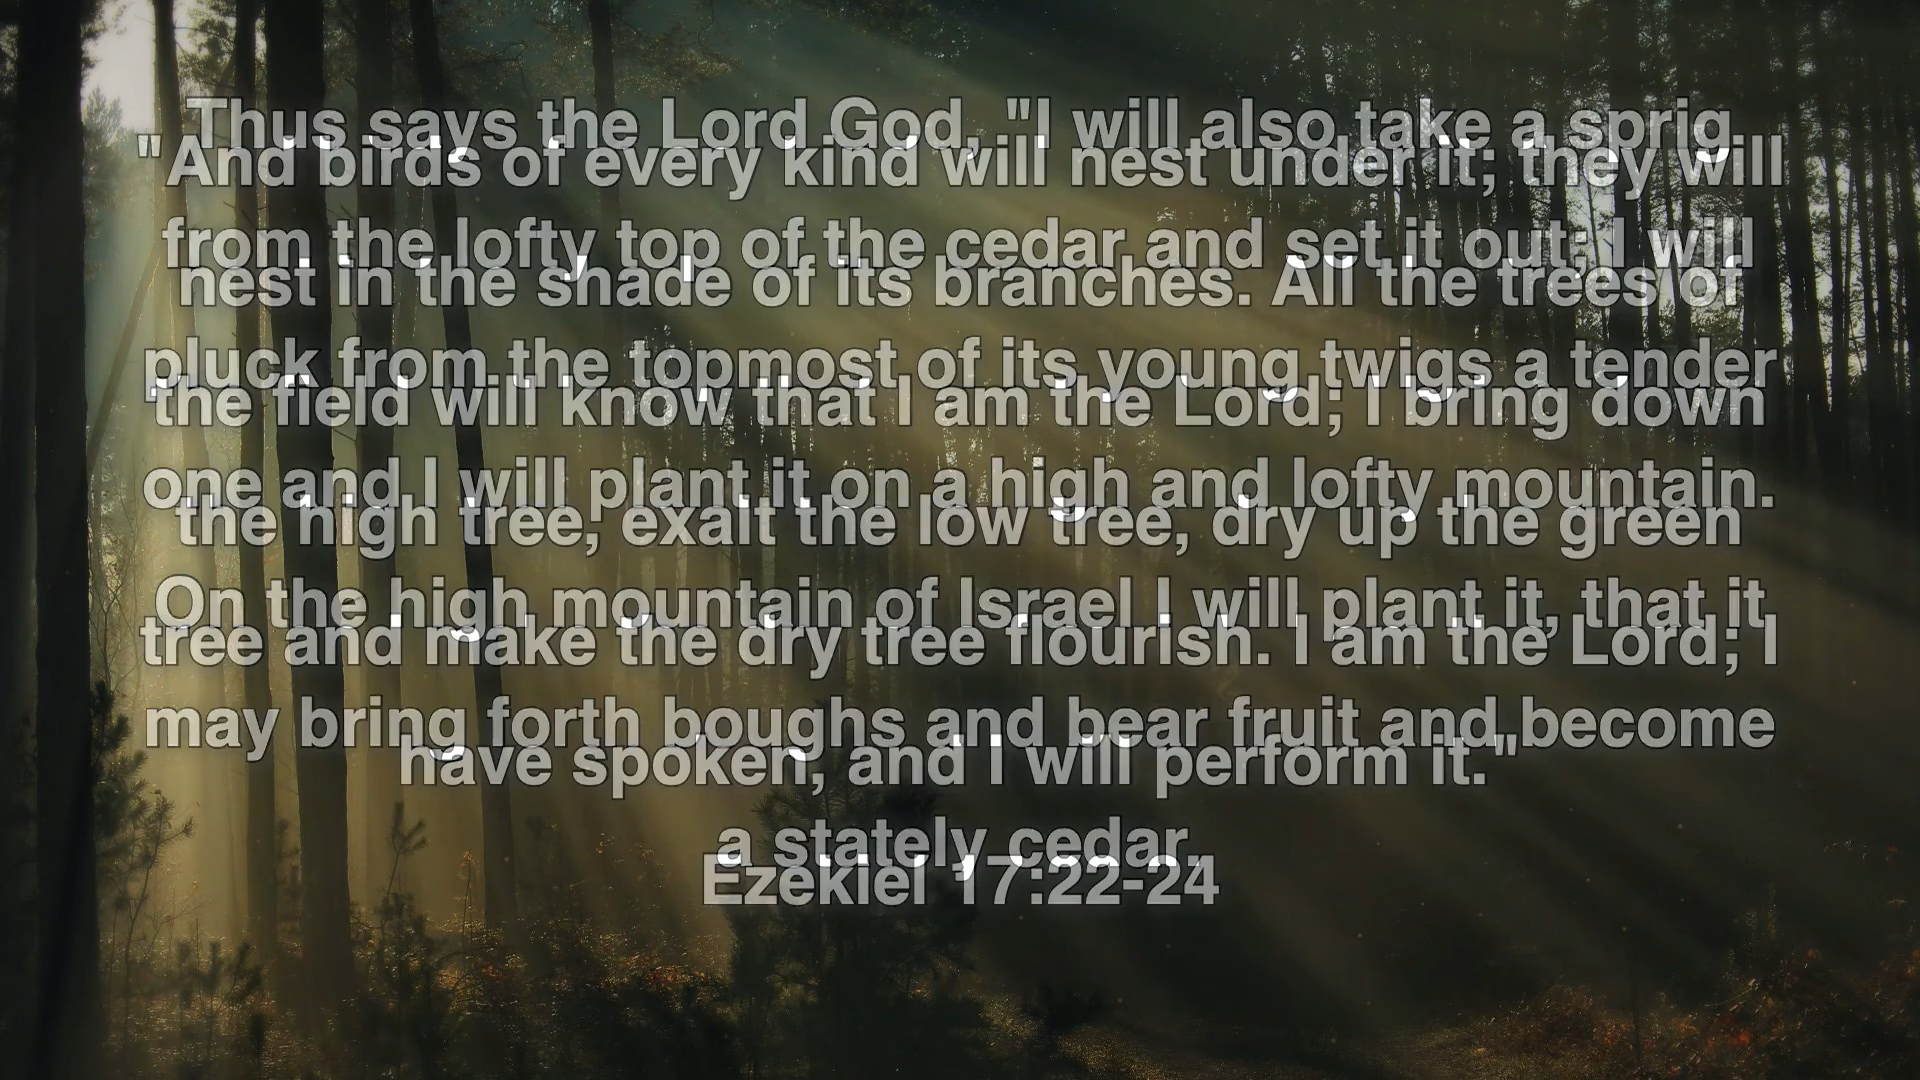 Thus says the Lord God, "I will also take a sprig
from the lofty top of the cedar and set it out; I will
pluck from the topmost of its young twigs a tender
one and I will plant it on a high and lofty mountain.
On the high mountain of Israel I will plant it, that it
may bring forth boughs and bear fruit and become
a stately cedar.
"And birds of every kind will nest under it; they will
nest in the shade of its branches. All the trees of
the field will know that I am the Lord; I bring down
the high tree, exalt the low tree, dry up the green
tree and make the dry tree flourish. I am the Lord; I
have spoken, and I will perform it."
Ezekiel 17:22-24